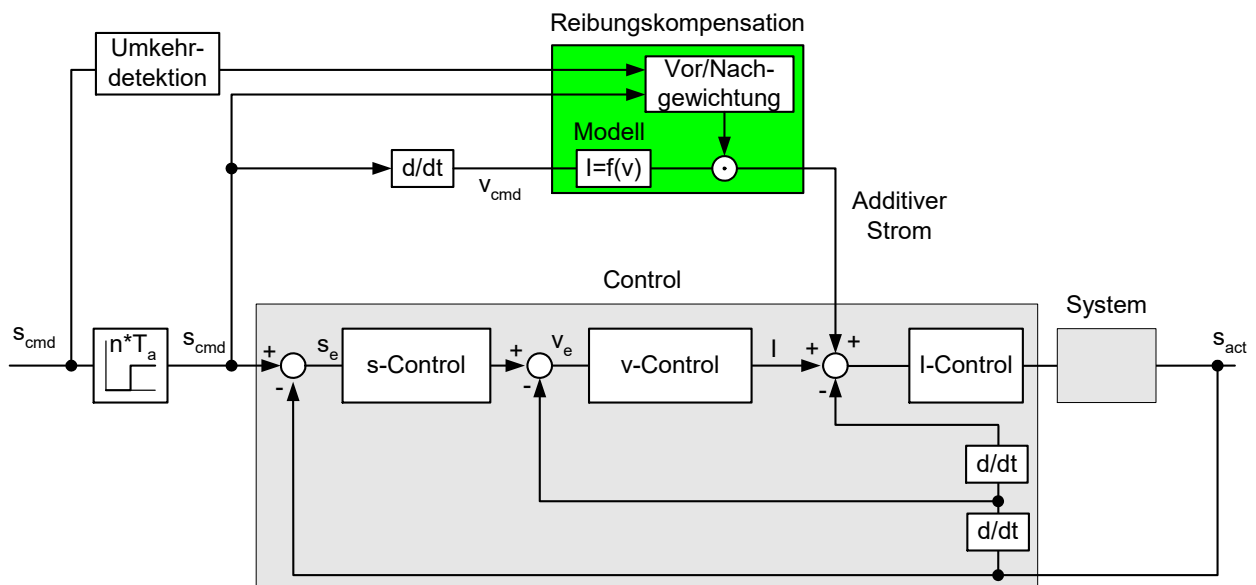 Reibungskompensation
Umkehr-
detektion
Vor/Nach-
gewichtung
Modell
d/dt
I=f(v)
v_cmd
Additiver
Strom
Control
System
s_cmd
n*T_a
s_cmd
+
-
s_e
s-Control
+
-
v_e
v-Control
I
+
+
-
I-Control
s_act
d/dt
d/dt